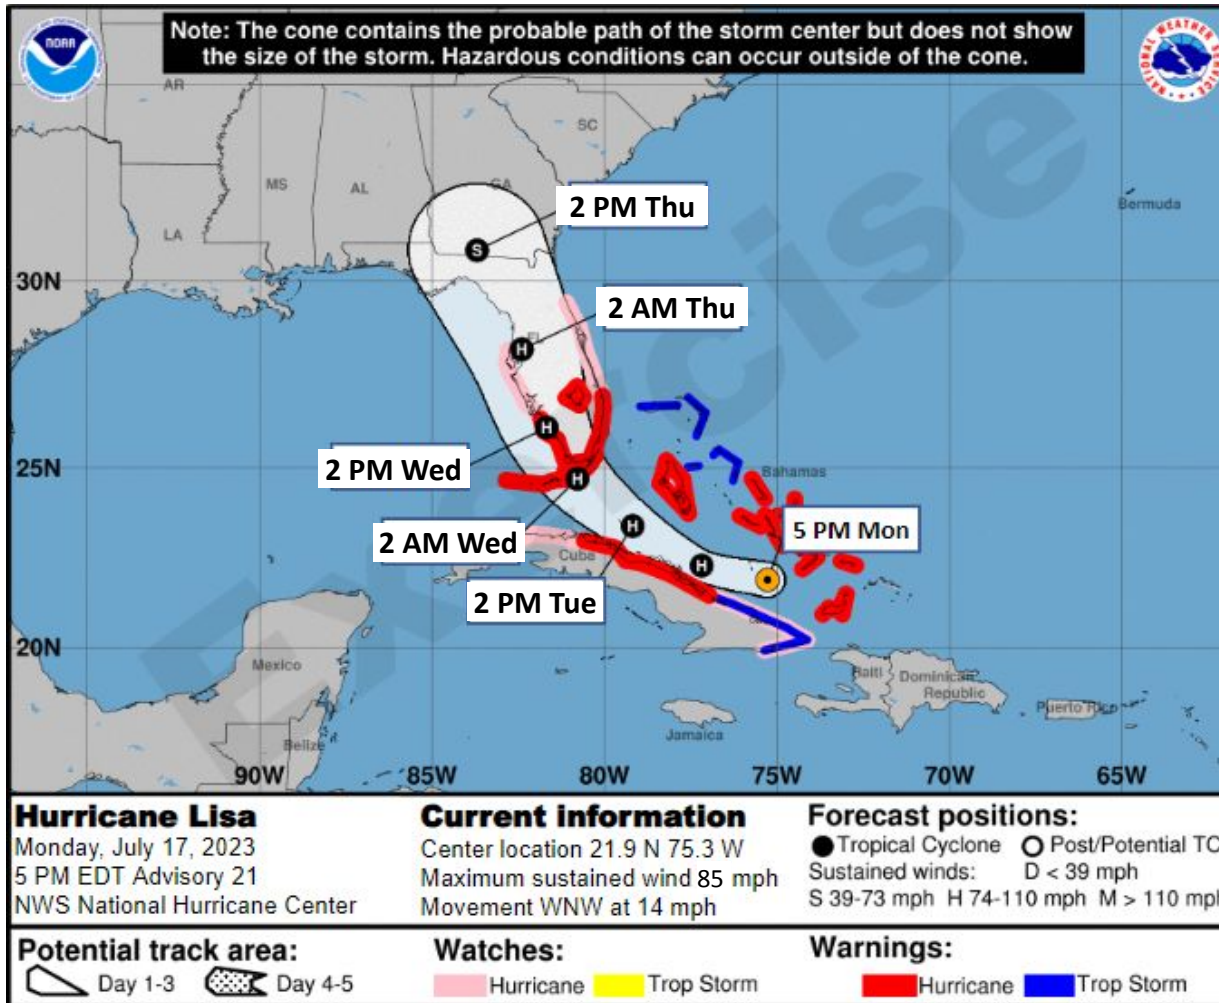 Note: The cone contains the probable path of the storm center but does not show
the size of the storm. Hazardous conditions can occur outside of the cone.
NOAA
NATIONAL WEATHER SERVICE
AR
SC
MS
AL
GA
2 PM Thu
Bermuda
LA
30N
2 AM Thu
FL
2 PM Wed
25N
Bahamas
2 AM Wed
5 PM Mon
Cuba
2 PM Tue
20N
Mexico
Haiti
Dominican
Republic
Puerto Rico
Jamaica
Belize
90W
85W
80W
75W
70W
65W
Exercise
H
H
H
H
H
S
Hurricane Lisa
Monday, July 17, 2023
5 PM EDT Advisory 21
NWS National Hurricane Center
Current information
Center location 21.9 N 75.3 W
Maximum sustained wind 85 mph
Movement WNW at 14 mph
Forecast positions:
Tropical Cyclone Post/Potential TC
Sustained winds: D < 39 mph
S 39-73 mph H 74-110 mph M > 110 mph
Potential track area:
Day 1-3 Day 4-5
Watches:
Hurricane Trop Storm
Warnings:
Hurricane Trop Storm